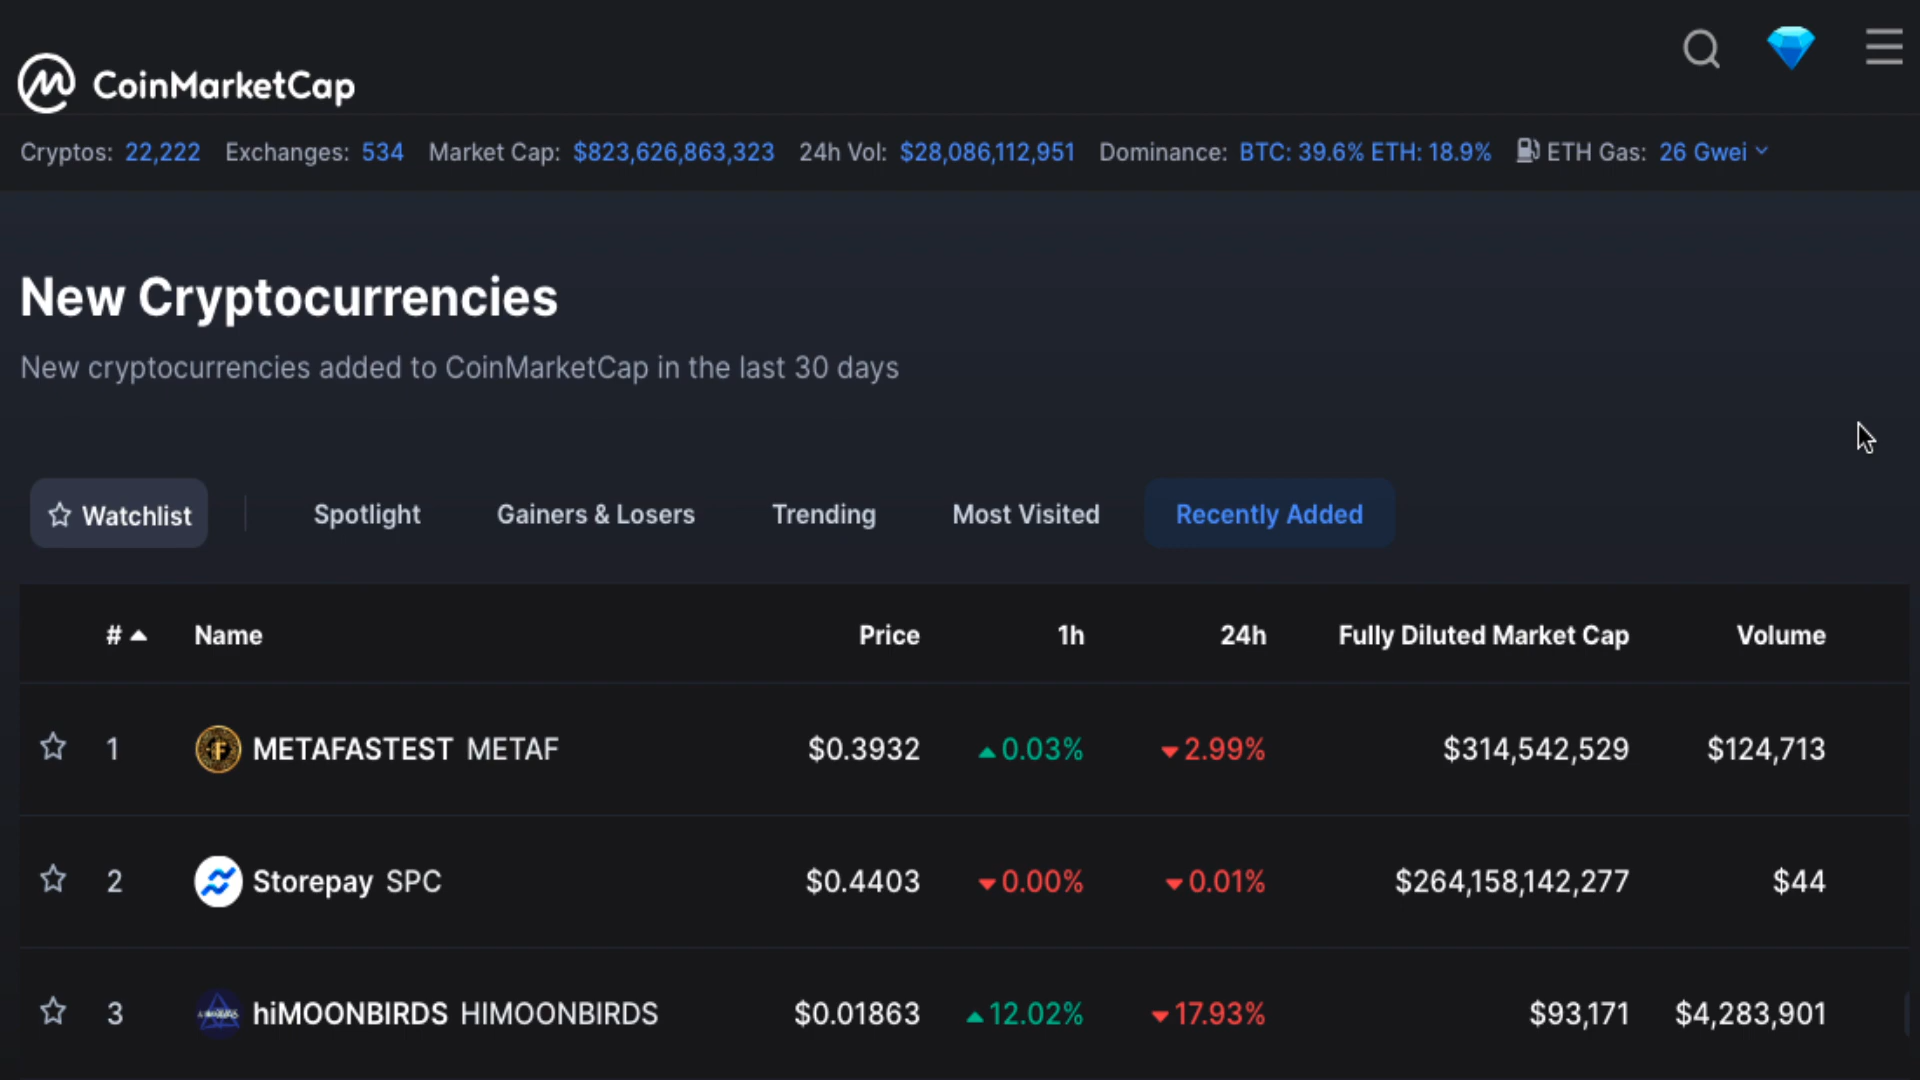 CoinMarketCap
Cryptos: 22,222 Exchanges: 534 Market Cap: $823,626,863,323 24h Vol: $28,086,112,951 Dominance: BTC: 39.6% ETH: 18.9% ETH Gas: 26 Gwei
New Cryptocurrencies
New cryptocurrencies added to CoinMarketCap in the last 30 days
Watchlist Spotlight Gainers & Losers Trending Most Visited Recently Added
# Name Price 1h 24h Fully Diluted Market Cap Volume
1 METAFASTEST METAF $0.3932 0.03% 2.99% $314,542,529 $124,713
2 Storepay SPC $0.4403 0.00% 0.01% $264,158,142,277 $44
3 hiMOONBIRDS HIMOONBIRDS $0.01863 12.02% 17.93% $93,171 $4,283,901